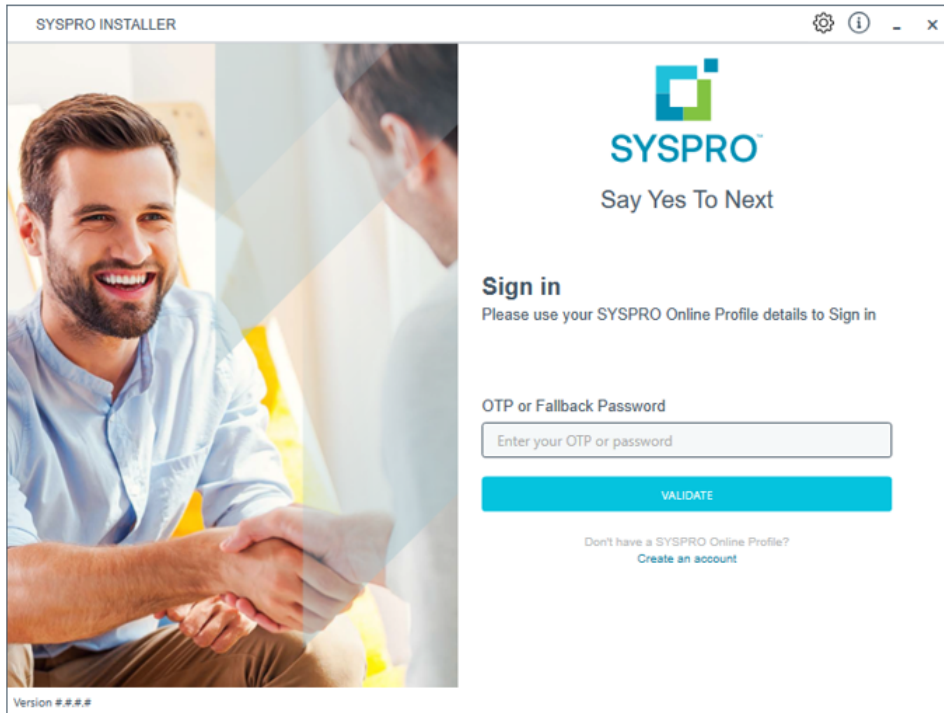 SYSPRO INSTALLER
SYSPRO™
Say Yes To Next
Sign in
Please use your SYSPRO Online Profile details to Sign in
OTP or Fallback Password
Enter your OTP or password
VALIDATE
Don't have a SYSPRO Online Profile?
Create an account
Version #.#.#.#